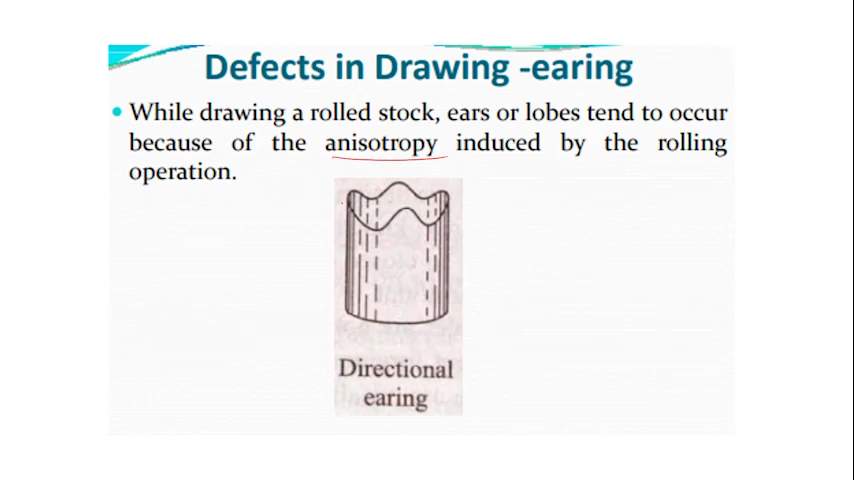 Defects in Drawing -earing
• While drawing a rolled stock, ears or lobes tend to occur
because of the anisotropy induced by the rolling
operation.
Directional
earing